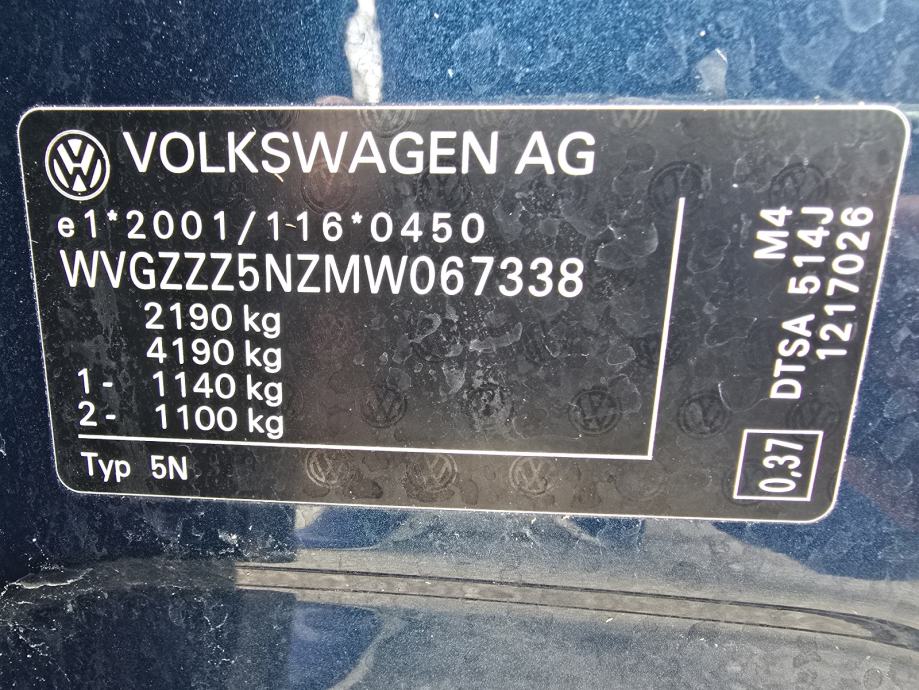 VOLKSWAGEN AG
e1*2001/116*0450
WVGZZZ5NZMW067338
2190 kg
4190 kg
1- 1140 kg
2- 1100 kg
Typ 5N
M4
DTSA 514J
1217026
0,37